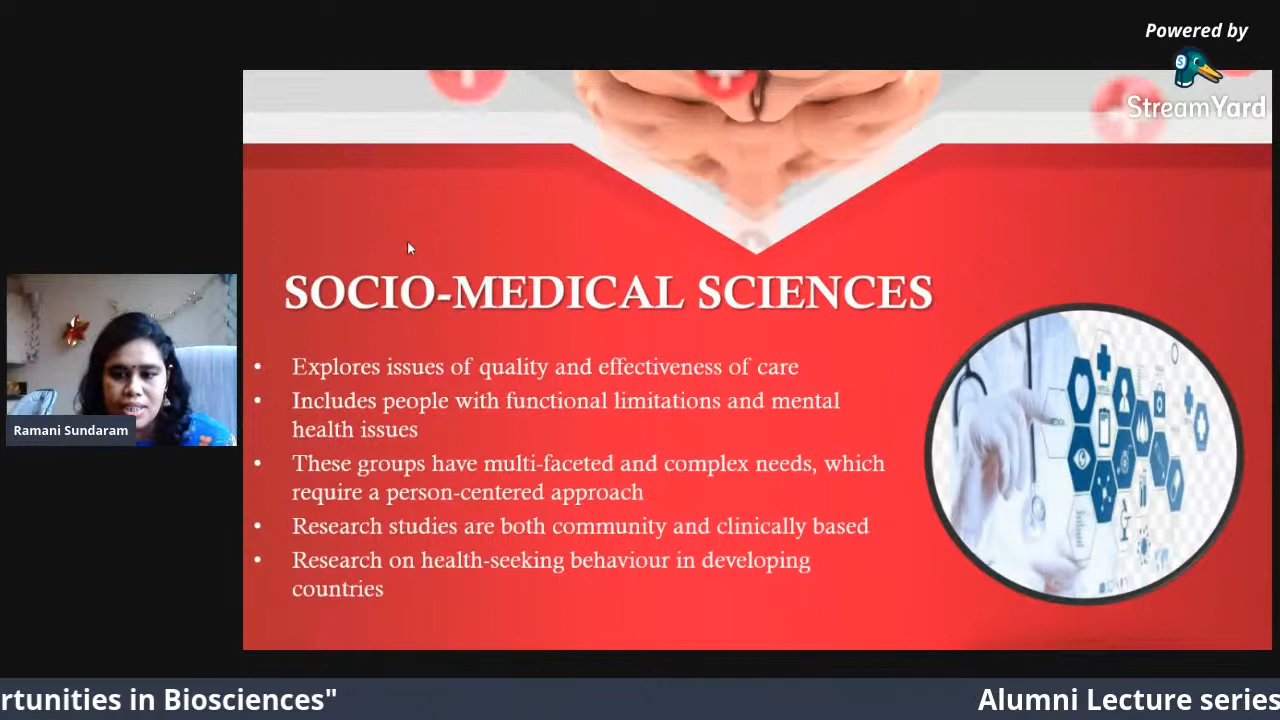 Powered by
StreamYard
SOCIO-MEDICAL SCIENCES
• Explores issues of quality and effectiveness of care
• Includes people with functional limitations and mental
health issues
• These groups have multi-faceted and complex needs, which
require a person-centered approach
• Research studies are both community and clinically based
• Research on health-seeking behaviour in developing
countries
Ramani Sundaram
rtunities in Biosciences"
Alumni Lecture series